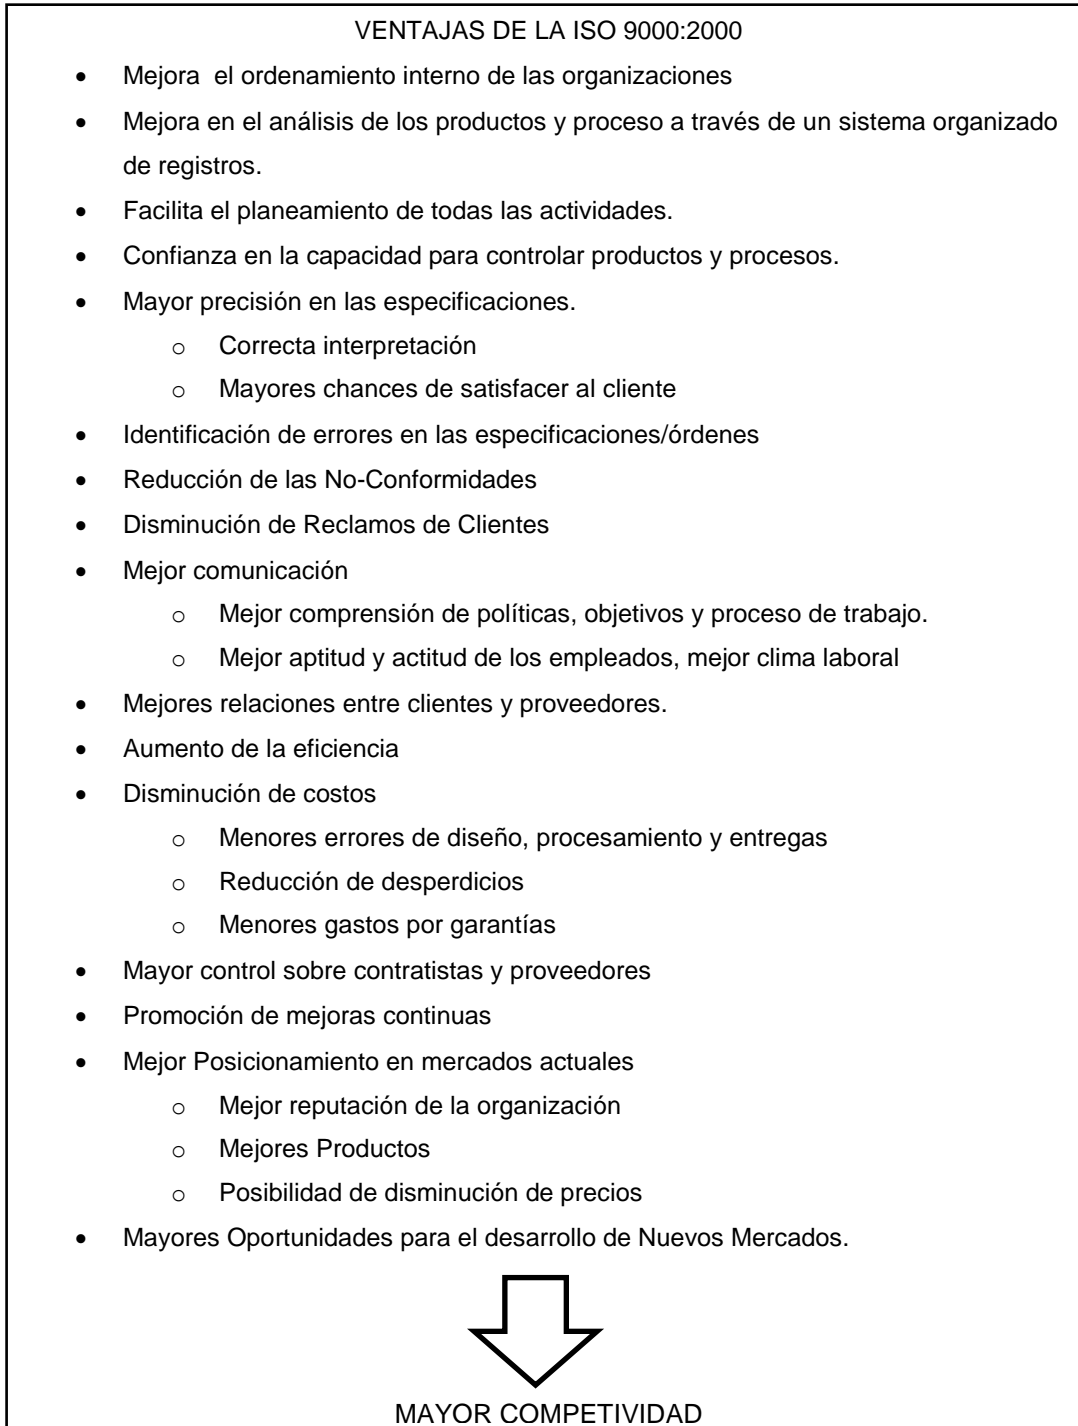 VENTAJAS DE LA ISO 9000:2000
• Mejora  el ordenamiento interno de las organizaciones
• Mejora en el análisis de los productos y proceso a través de un sistema organizado
de registros.
• Facilita el planeamiento de todas las actividades.
• Confianza en la capacidad para controlar productos y procesos.
• Mayor precisión en las especificaciones.
o Correcta interpretación
o Mayores chances de satisfacer al cliente
• Identificación de errores en las especificaciones/órdenes
• Reducción de las No-Conformidades
• Disminución de Reclamos de Clientes
• Mejor comunicación
o Mejor comprensión de políticas, objetivos y proceso de trabajo.
o Mejor aptitud y actitud de los empleados, mejor clima laboral
• Mejores relaciones entre clientes y proveedores.
• Aumento de la eficiencia
• Disminución de costos
o Menores errores de diseño, procesamiento y entregas
o Reducción de desperdicios
o Menores gastos por garantías
• Mayor control sobre contratistas y proveedores
• Promoción de mejoras continuas
• Mejor Posicionamiento en mercados actuales
o Mejor reputación de la organización
o Mejores Productos
o Posibilidad de disminución de precios
• Mayores Oportunidades para el desarrollo de Nuevos Mercados.
MAYOR COMPETIVIDAD